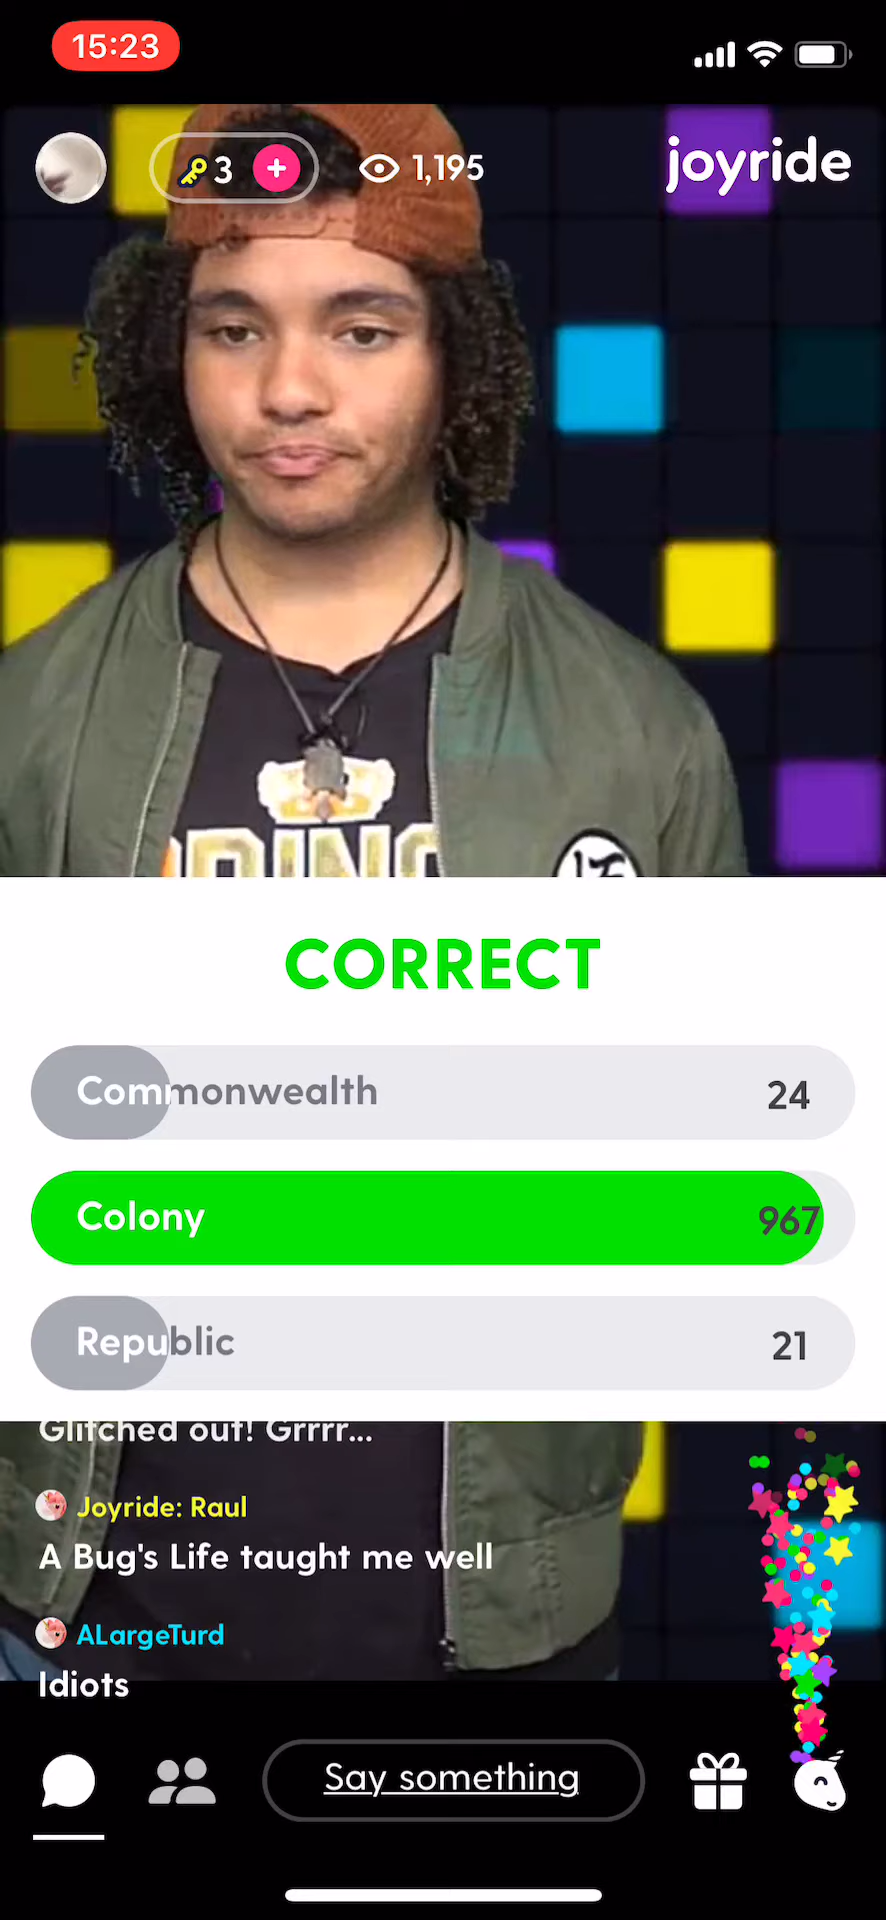 15:23
3
1,195
joyride
CORRECT
Commonwealth 24
Colony 967
Republic 21
Glitched out! Grrrr...
Joyride: Raul
A Bug's Life taught me well
ALargeTurd
Idiots
Say something